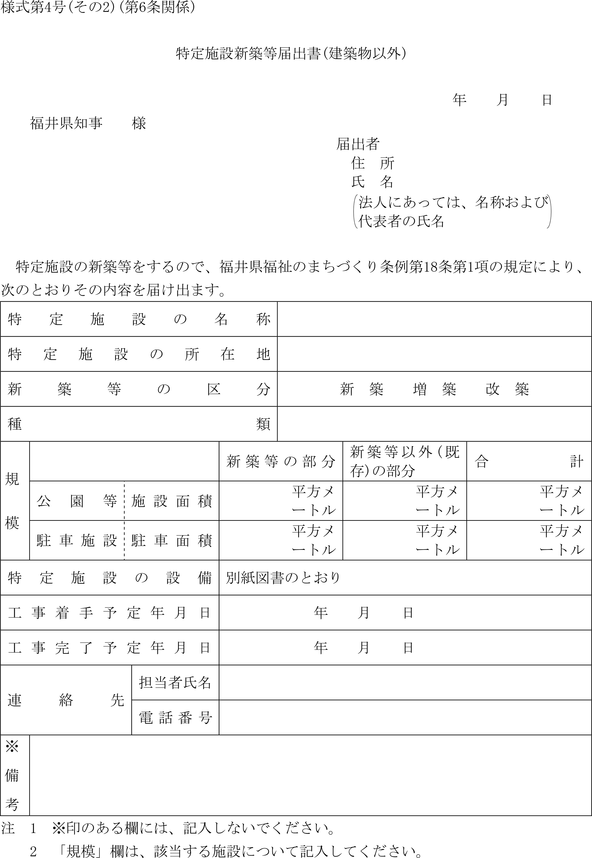 様式第4号(その2)(第6条関係)
特定施設新築等届出書(建築物以外)
年　　月　　日
福井県知事　　様
届出者
住　所
氏　名
(法人にあっては、名称および
代表者の氏名)
特定施設の新築等をするので、福井県福祉のまちづくり条例第18条第1項の規定により、
次のとおりその内容を届け出ます。
特定施設の名称
特定施設の所在地
新築等の区分　新築　増築　改築
種類
規模
新築等の部分　新築等以外(既　合計
存)の部分
公園等　施設面積　平方メ　平方メ　平方メ
ートル　ートル　ートル
駐車施設　駐車面積　平方メ　平方メ　平方メ
ートル　ートル　ートル
特定施設の設備　別紙図書のとおり
工事着手予定年月日　年　　月　　日
工事完了予定年月日　年　　月　　日
連絡先　担当者氏名
電話番号
※
備
考
注　1　※印のある欄には、記入しないでください。
2　「規模」欄は、該当する施設について記入してください。